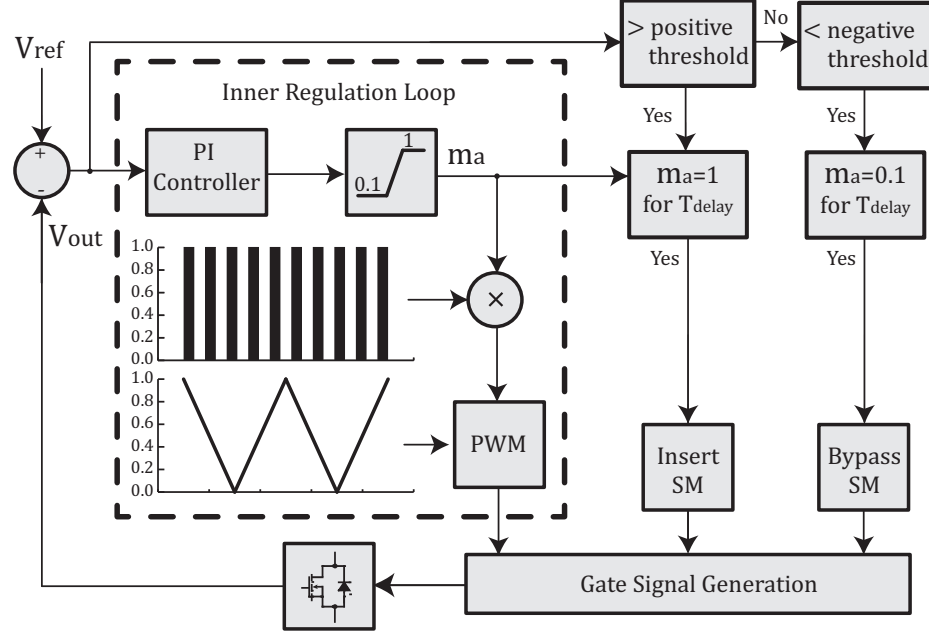 Vref
+
-
Vout
Inner Regulation Loop
PI
Controller
0.1
1
ma
1.0
0.8
0.6
0.4
0.2
0.0
×
1.0
0.8
0.6
0.4
0.2
0.0
PWM
> positive
threshold
No
< negative
threshold
Yes
Yes
ma=1
for Tdelay
ma=0.1
for Tdelay
Yes
Yes
Insert
SM
Bypass
SM
Gate Signal Generation